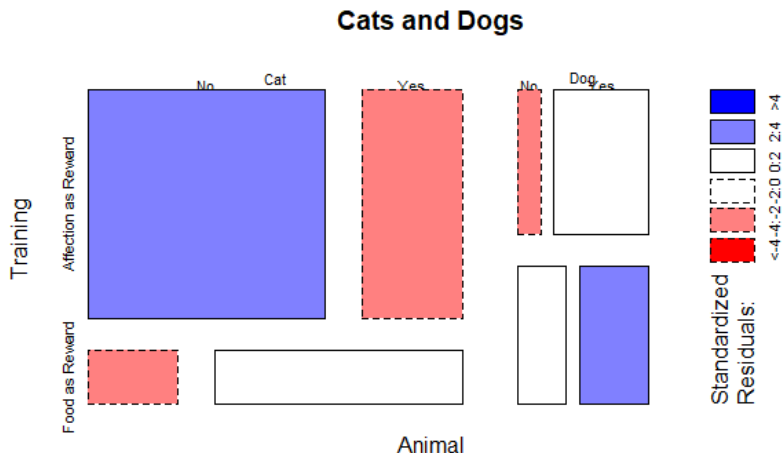 Cats and Dogs
Cat
No
Yes
Dog
No
Yes
Training
Affection as Reward
Food as Reward
Animal
Standardized
Residuals:
<-4
-4:-2
-2:0
0:2
2:4
>4